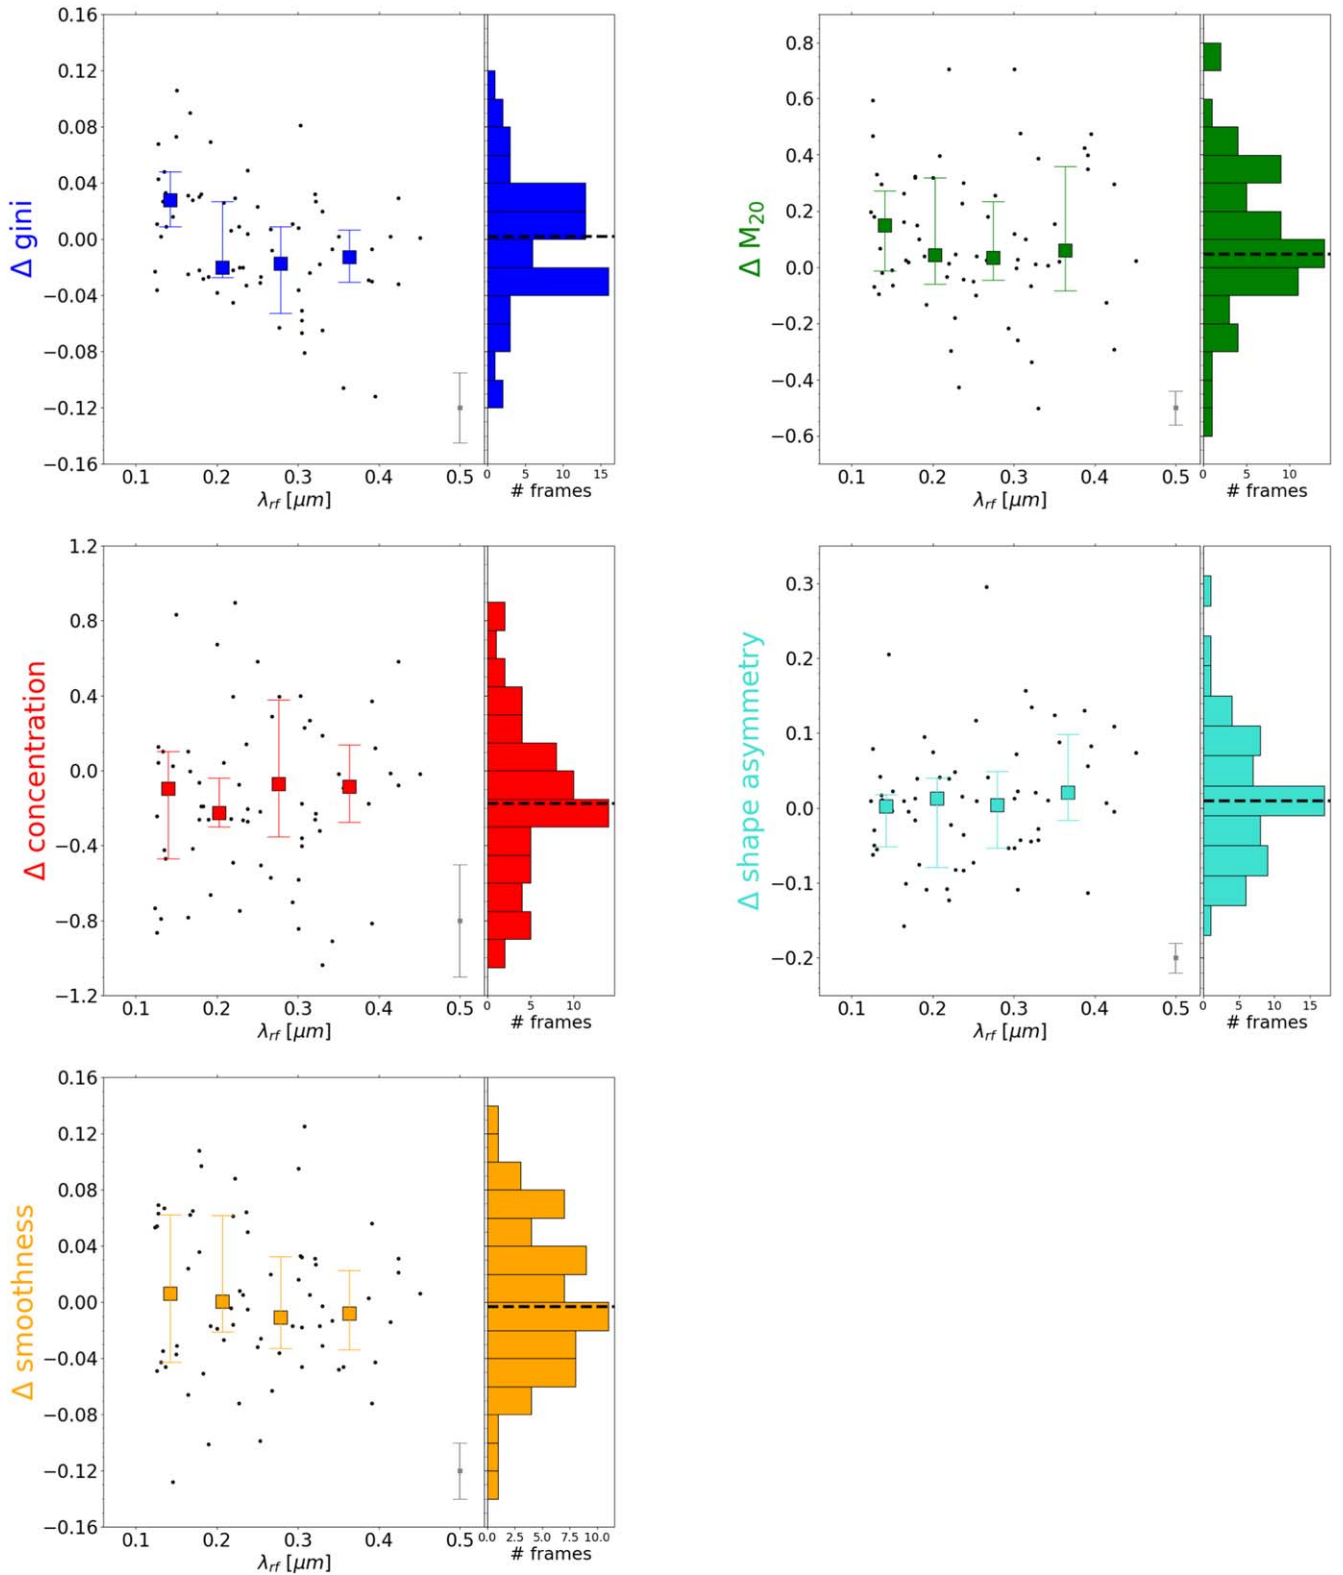 0.16
0.12
0.08
0.04
0.00
−0.04
−0.08
−0.12
−0.16
Δ gini
0.1 0.2 0.3 0.4 0.5
λrf [μm]
0 5 10 15
# frames
0.8
0.6
0.4
0.2
0.0
−0.2
−0.4
−0.6
Δ M20
0.1 0.2 0.3 0.4 0.5
λrf [μm]
0 5 10
# frames
1.2
0.8
0.4
0.0
−0.4
−0.8
−1.2
Δ concentration
0.1 0.2 0.3 0.4 0.5
λrf [μm]
0 5 10
# frames
0.3
0.2
0.1
0.0
−0.1
−0.2
Δ shape asymmetry
0.1 0.2 0.3 0.4 0.5
λrf [μm]
0 5 10 15
# frames
0.16
0.12
0.08
0.04
0.00
−0.04
−0.08
−0.12
−0.16
Δ smoothness
0.1 0.2 0.3 0.4 0.5
λrf [μm]
0.0 2.5 5.0 7.5 10.0
# frames